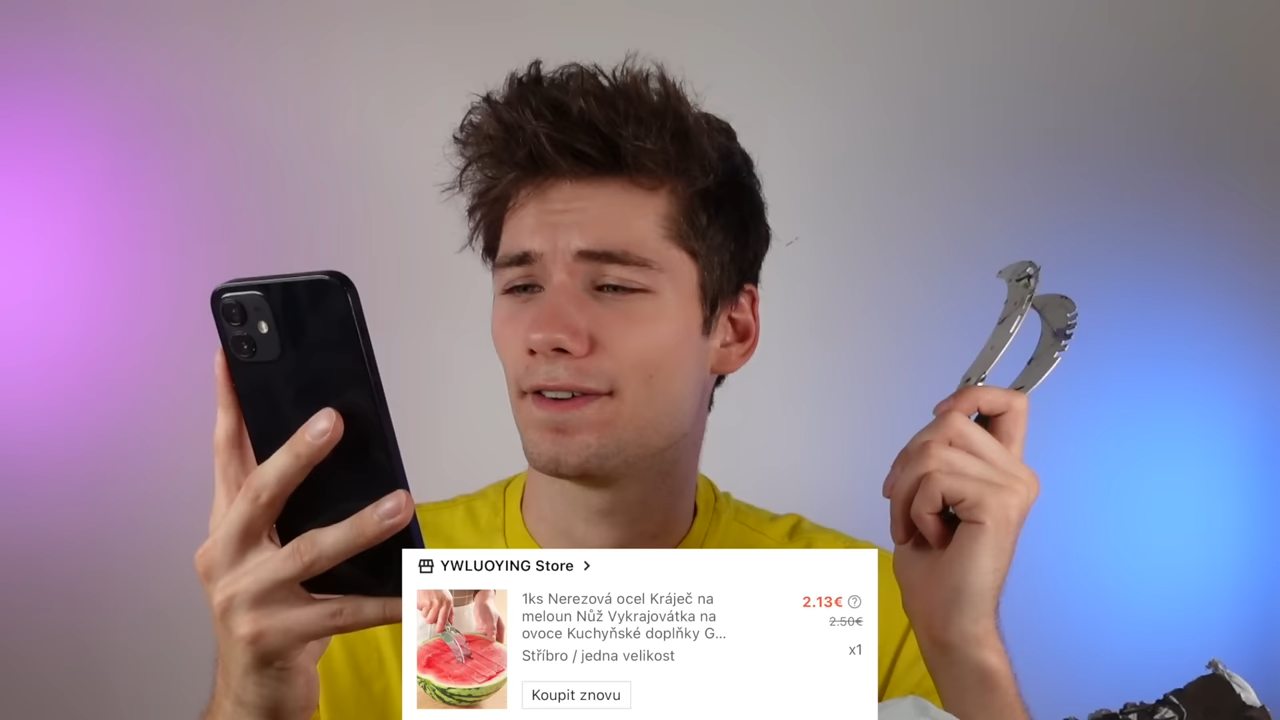 YWLUOYING Store >
1ks Nerezová ocel Kráječ na
meloun Nůž Vykrajovátka na
ovoce Kuchyňské doplňky G...
Stříbro / jedna velikost
Koupit znovu
2.13€
2.50€
x1